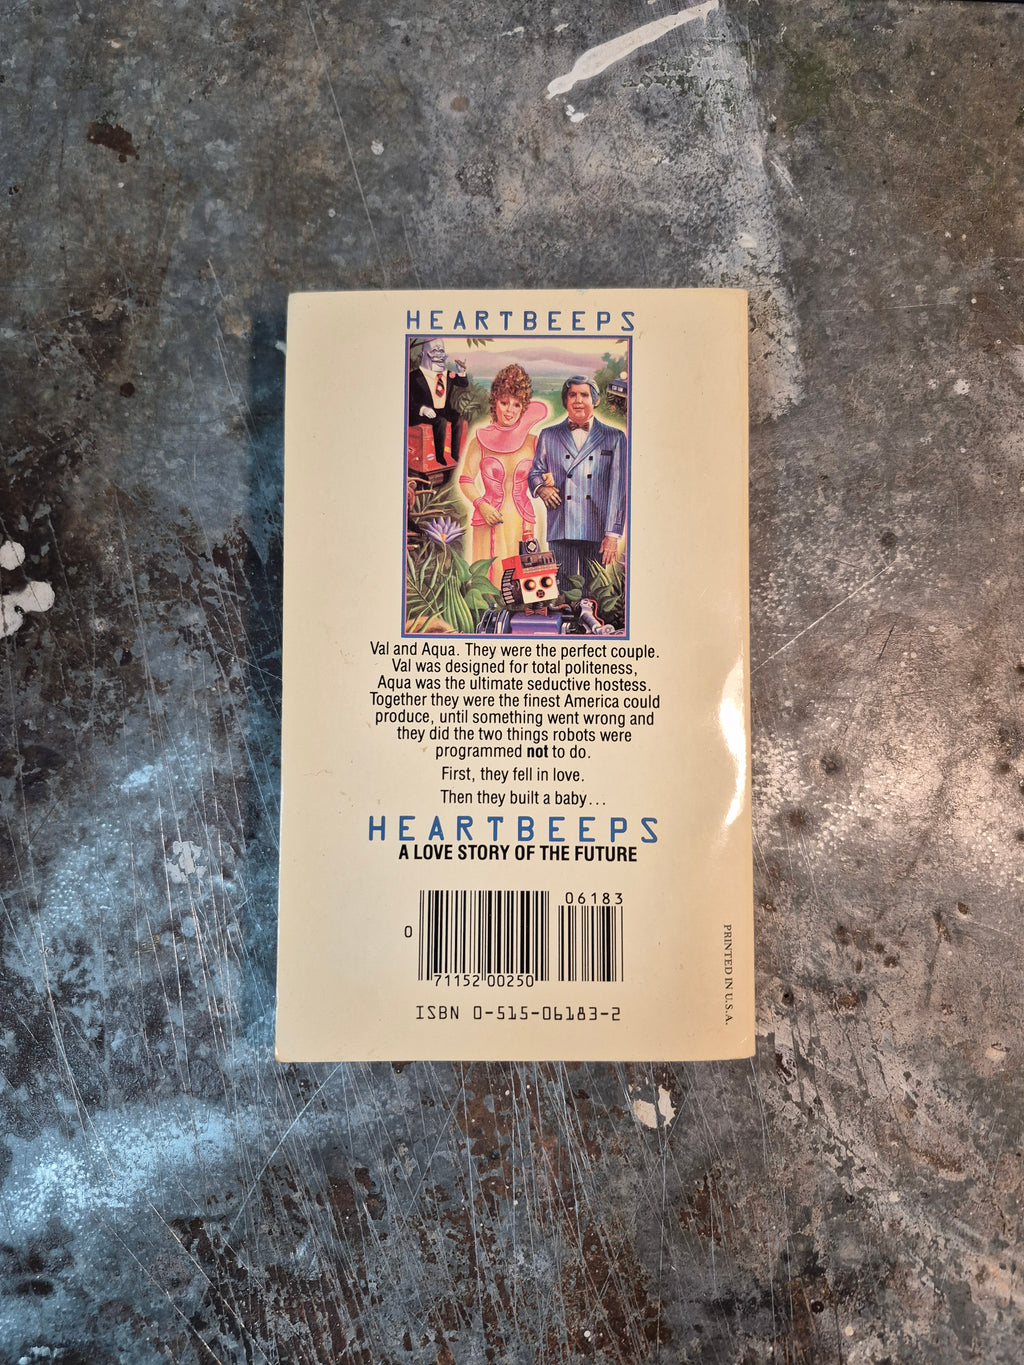 HEARTBEEPS
Val and Aqua. They were the perfect couple.
Val was designed for total politeness,
Aqua was the ultimate seductive hostess.
Together they were the finest America could
produce, until something went wrong and
they did the two things robots were
programmed not to do.
First, they fell in love.
Then they built a baby...
HEARTBEEPS
A LOVE STORY OF THE FUTURE
06183
0
71152 00250
ISBN 0-515-06183-2
PRINTED IN U.S.A.